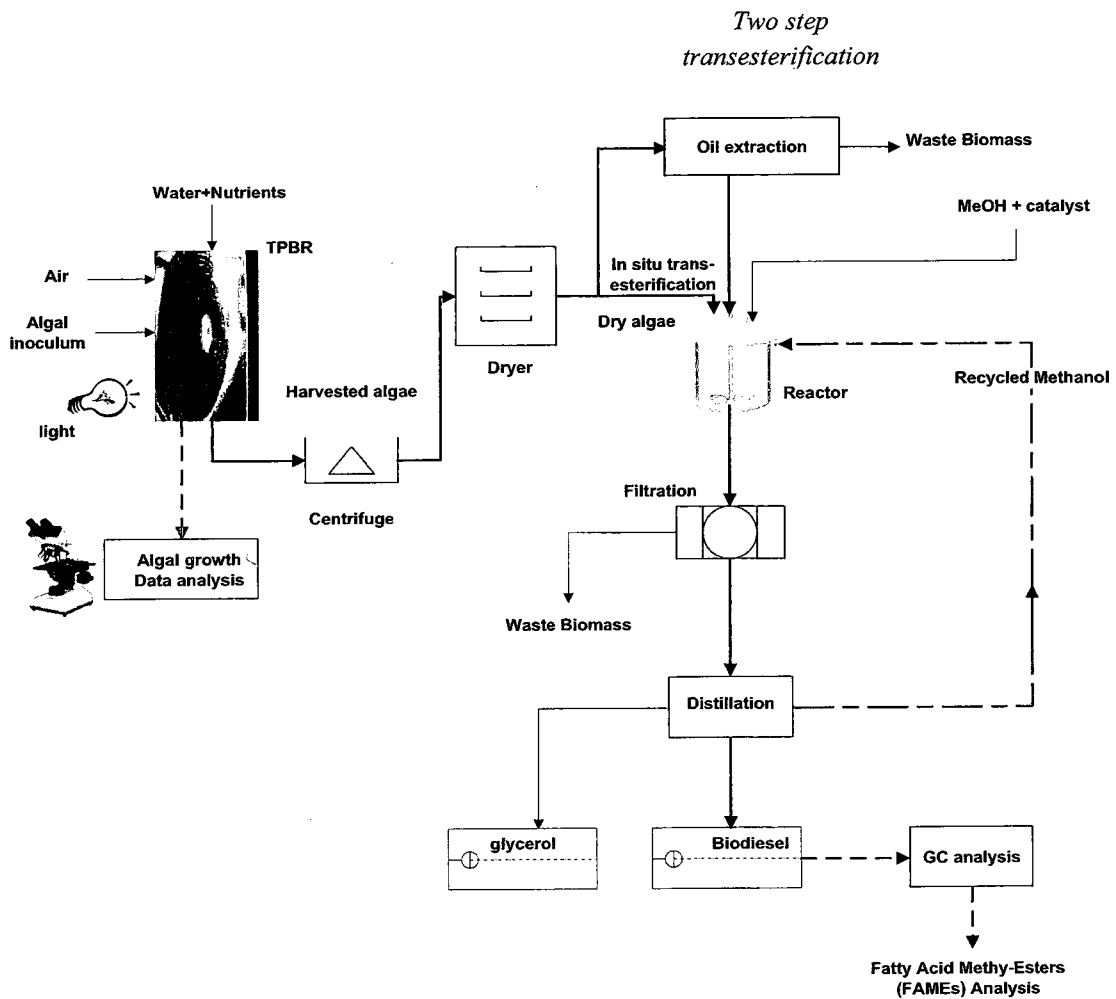 Two step
transesterification
Oil extraction
Waste Biomass
Water+Nutrients
MeOH + catalyst
TPBR
Air
In situ trans-
esterification
Algal
inoculum
Dry algae
Dryer
Harvested algae
Reactor
Recycled Methanol
light
Filtration
Centrifuge
Algal growth
Data analysis
Waste Biomass
Distillation
glycerol
Biodiesel
GC analysis
Fatty Acid Methy-Esters
(FAMEs) Analysis